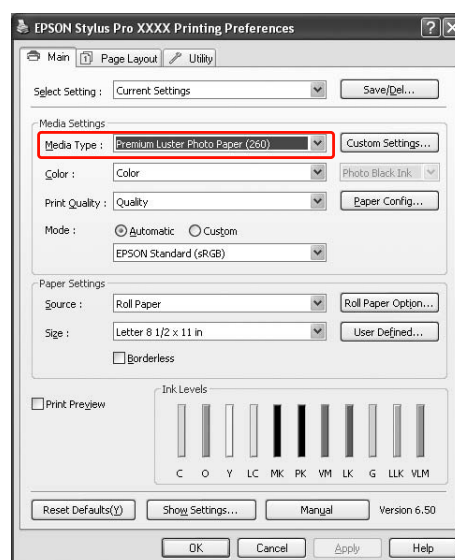 EPSON Stylus Pro XXXX Printing Preferences
Main Page Layout Utility
Select Setting : Current Settings Save/Del...
Media Settings
Media Type : Premium Luster Photo Paper (260) Custom Settings...
Color : Color Photo Black Ink
Print Quality : Quality Paper Config...
Mode : Automatic Custom
EPSON Standard (sRGB)
Paper Settings
Source : Roll Paper Roll Paper Option...
Size : Letter 8 1/2 x 11 in User Defined...
Borderless
Print Preview
Ink Levels
C O Y LC MK PK VM LK G LLK VLM
Reset Defaults(Y) Show Settings... Manual Version 6.50
OK Cancel Apply Help